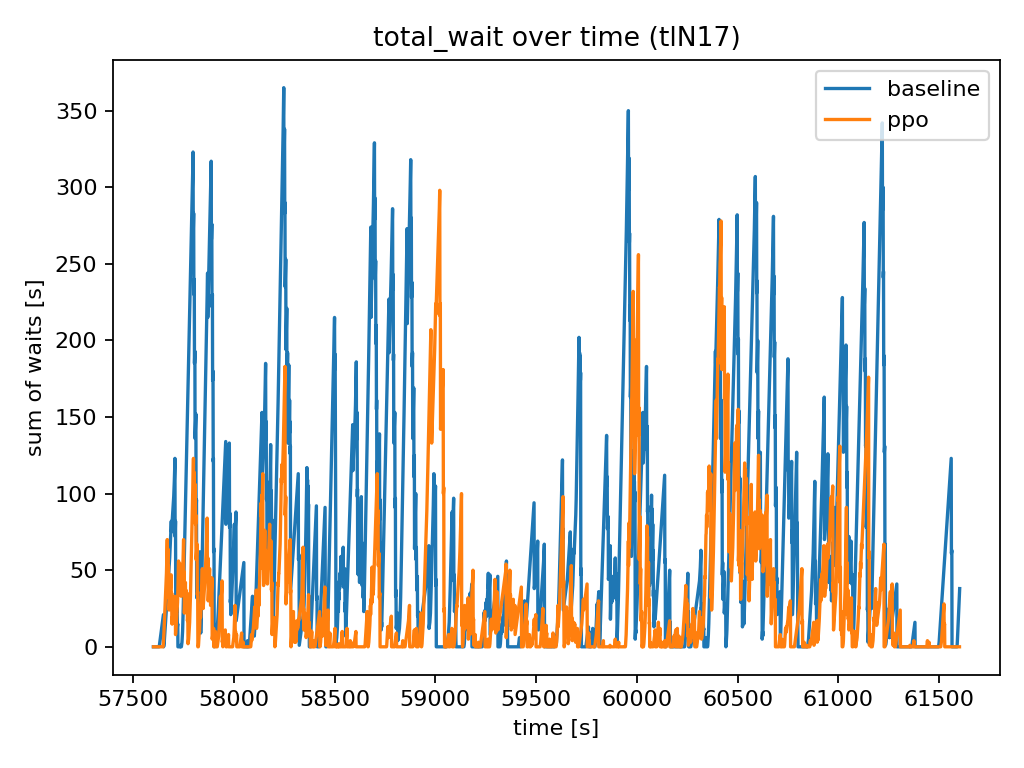 total_wait over time (tlN17)
baseline
ppo
350
300
250
200
150
100
50
0
sum of waits [s]
57500 58000 58500 59000 59500 60000 60500 61000 61500
time [s]